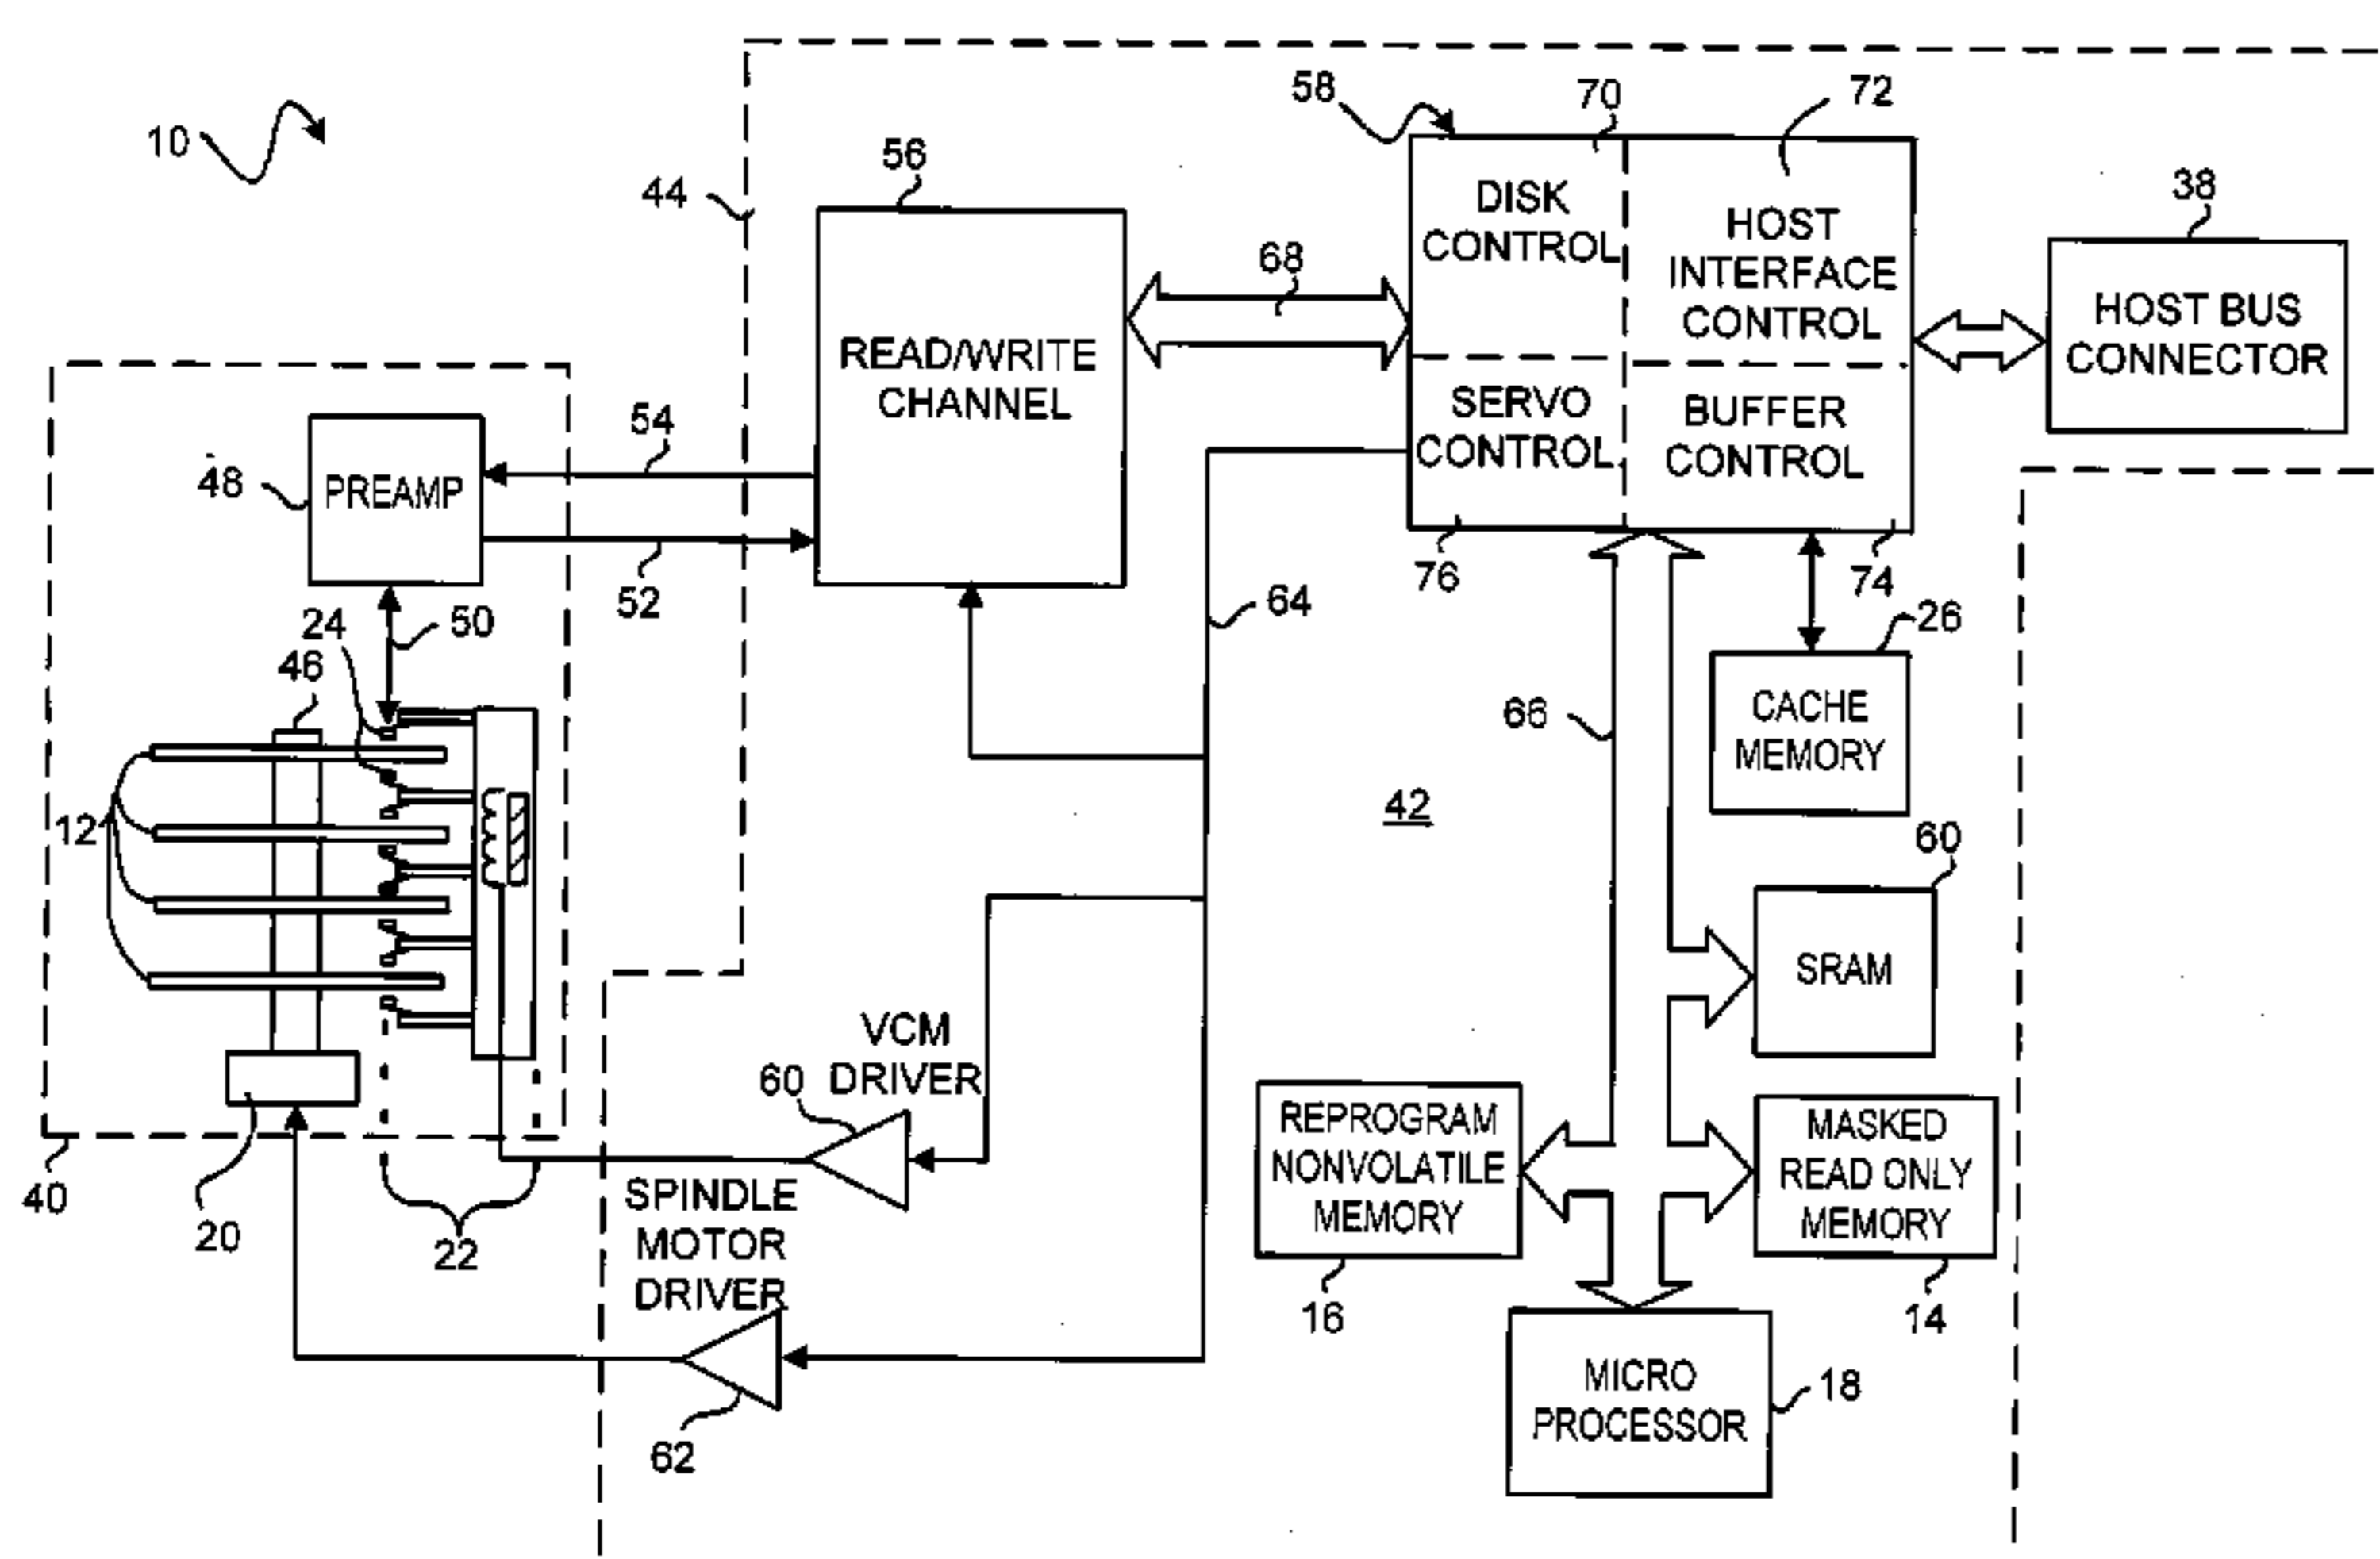 10
44
56
58
70
72
38
DISK
CONTROL
HOST
INTERFACE
CONTROL
68
HOST BUS
CONNECTOR
READ/WRITE
CHANNEL
SERVO
CONTROL
BUFFER
CONTROL
54
48
PREAMP
52
76
74
24
50
64
26
46
CACHE
MEMORY
66
42
12
60
SRAM
VCM
DRIVER
60
REPROGRAM
NONVOLATILE
MEMORY
MASKED
READ ONLY
MEMORY
40
20
22
SPINDLE
MOTOR
DRIVER
16
14
MICRO
PROCESSOR
18
62